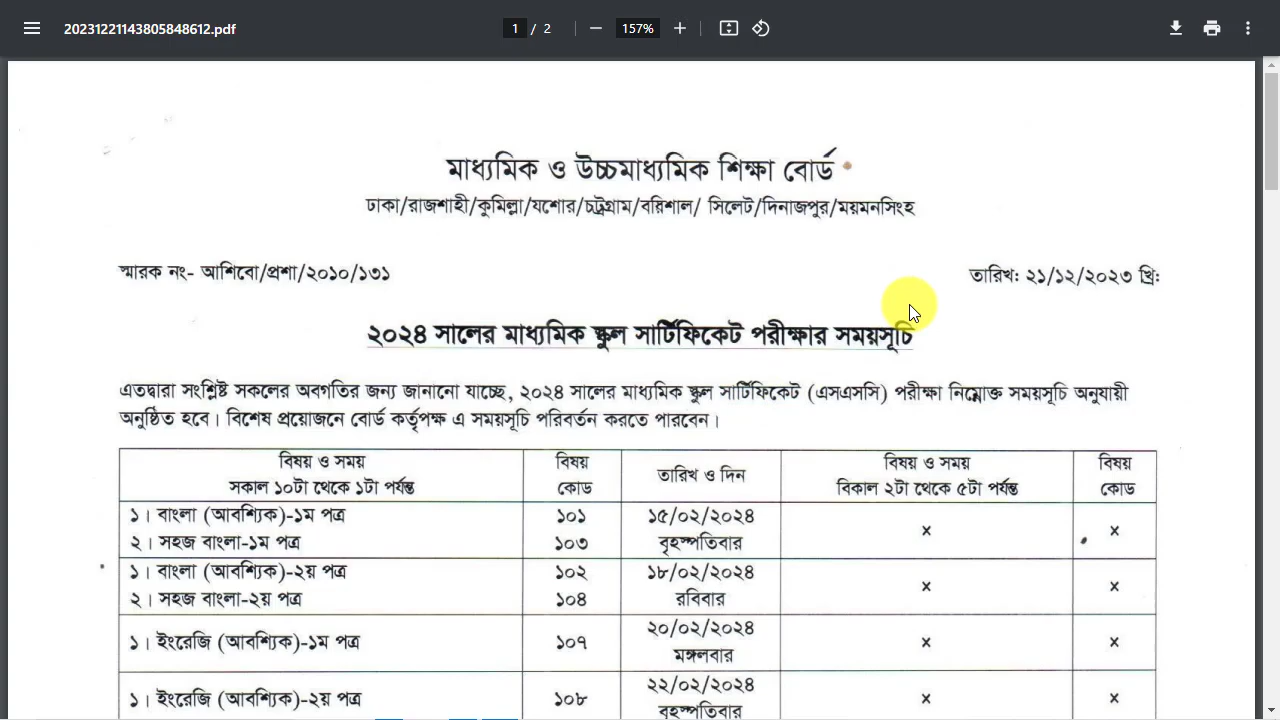 20231221143805848612.pdf
1 / 2
157%
মাধ্যমিক ও উচ্চমাধ্যমিক শিক্ষা বোর্ড
ঢাকা/রাজশাহী/কুমিল্লা/যশোর/চট্রগ্রাম/বরিশাল/ সিলেট/দিনাজপুর/ময়মনসিংহ
স্মারক নং- আশিবো/প্রশা/২০১০/১৩১
তারিখ: ২১/১২/২০২৩ খ্রি:
২০২৪ সালের মাধ্যমিক স্কুল সার্টিফিকেট পরীক্ষার সময়সূচি
এতদ্বারা সংশ্লিষ্ট সকলের অবগতির জন্য জানানো যাচ্ছে, ২০২৪ সালের মাধ্যমিক স্কুল সার্টিফিকেট (এসএসসি) পরীক্ষা নিম্নোক্ত সময়সূচি অনুযায়ী
অনুষ্ঠিত হবে। বিশেষ প্রয়োজনে বোর্ড কর্তৃপক্ষ এ সময়সূচি পরিবর্তন করতে পারবেন।
বিষয় ও সময় বিষয় তারিখ ও দিন বিষয় ও সময় বিষয়
সকাল ১০টা থেকে ১টা পর্যন্ত কোড বিকাল ২টা থেকে ৫টা পর্যন্ত কোড
১। বাংলা (আবশ্যিক)-১ম পত্র ১০১ ১৫/০২/২০২৪ × ×
২। সহজ বাংলা-১ম পত্র ১০৩ বৃহস্পতিবার
১। বাংলা (আবশ্যিক)-২য় পত্র ১০২ ১৮/০২/২০২৪ × ×
২। সহজ বাংলা-২য় পত্র ১০৪ রবিবার
১। ইংরেজি (আবশ্যিক)-১ম পত্র ১০৭ ২০/০২/২০২৪ × ×
মঙ্গলবার
১। ইংরেজি (আবশ্যিক)-২য় পত্র ১০৮ ২২/০২/২০২৪ × ×
বৃহস্পতিবার